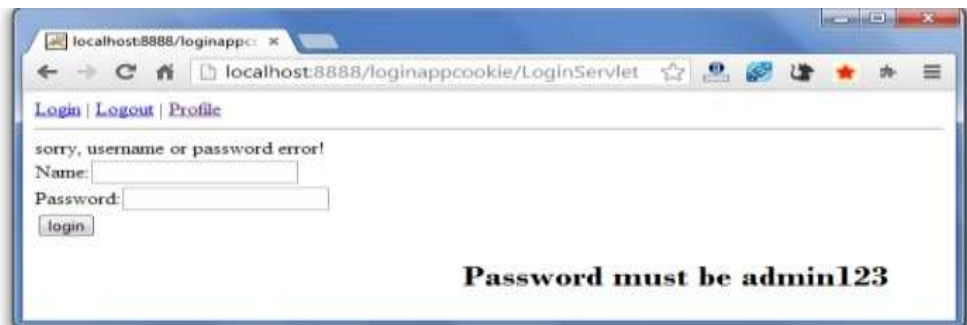 localhost:8888/loginappc
localhost:8888/loginappcookie/LoginServlet
Login | Logout | Profile
sorry, username or password error!
Name:
Password:
login
Password must be admin123